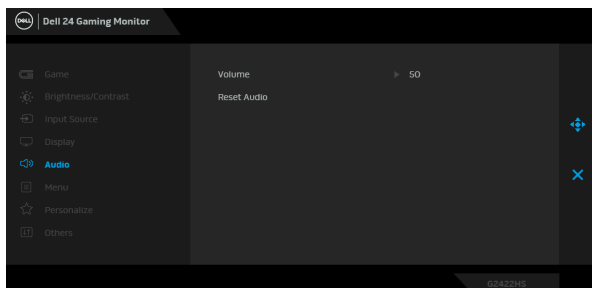 DELL Dell 24 Gaming Monitor
Game
Volume 50
Brightness/Contrast
Reset Audio
Input Source
Display
Audio
Menu
Personalize
Others
G2422HS